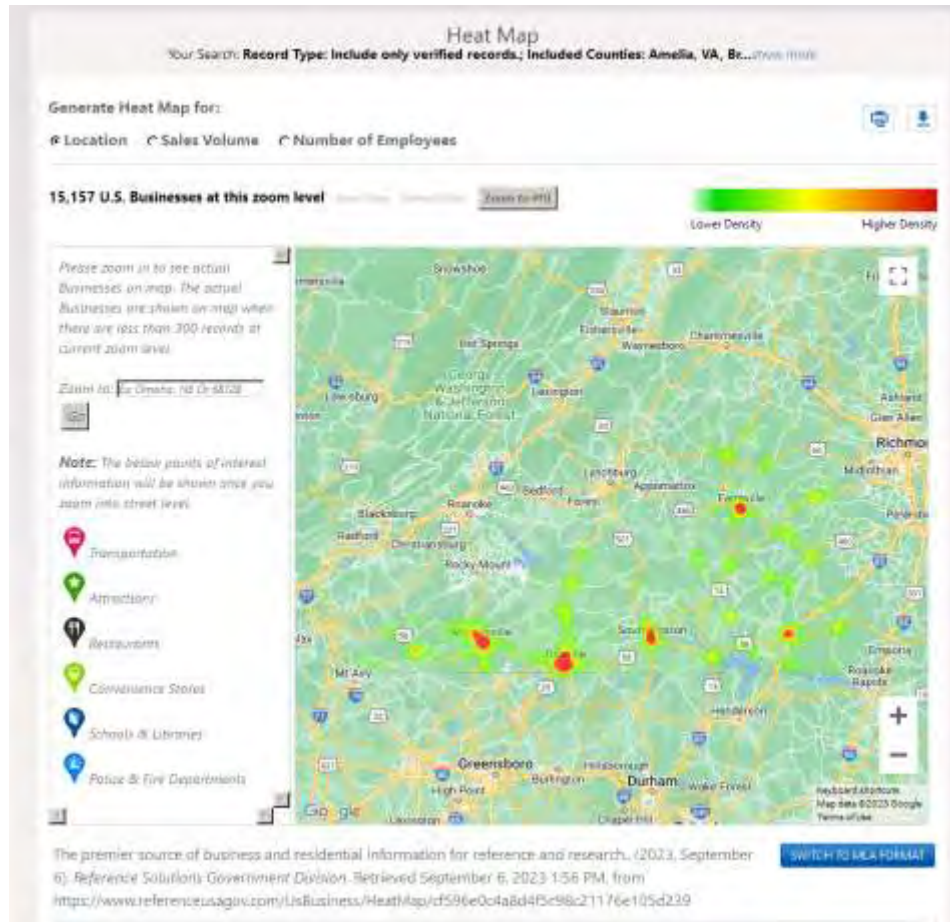 Heat Map
Your Search: Record Type: Include only verified records.; Included Counties: Amelia, VA, Br...show more
Generate Heat Map for:
Location Sales Volume Number of Employees
15,157 U.S. Businesses at this zoom level
Zoom to
Lower Density Higher Density
Please zoom in to see actual
Businesses on map. The actual
Businesses are shown on map when
there are less than 300 records at
current zoom level.
Zoom to: Ex Omaha, NE Or 68128
Go
Note: The below points of interest
information will be shown once you
zoom into street level.
Transportation
Attractions
Restaurants
Convenience Stores
Schools & Libraries
Police & Fire Departments
Snowshoe
Staunton
Fishersville
Charlottesville
Waynesboro
Hot Springs
George
Washington
& Jefferson
National Forest
Lewisburg
Lexington
Ashland
Glen Allen
Richmo
Midlothian
Lynchburg
Appomattox
Bedford
Forest
Farmville
Roanoke
Blacksburg
Radford
Christiansburg
Rocky Mount
South Boston
Emporia
Mt Airy
Roanoke
Rapids
Henderson
Greensboro
Hillsborough
Burlington
Durham
Wake Forest
High Point
Chapel Hill
Lexington
Google
Keyboard shortcuts
Map data ©2023 Google
Terms of Use
The premier source of business and residential information for reference and research.. (2023, September
6). Reference Solutions Government Division. Retrieved September 6, 2023 1:56 PM, from
https://www.referenceusagov.com/UsBusiness/HeatMap/cf596e0c4a8d4f5c98c21176e105d239
SWITCH TO MLA FORMAT